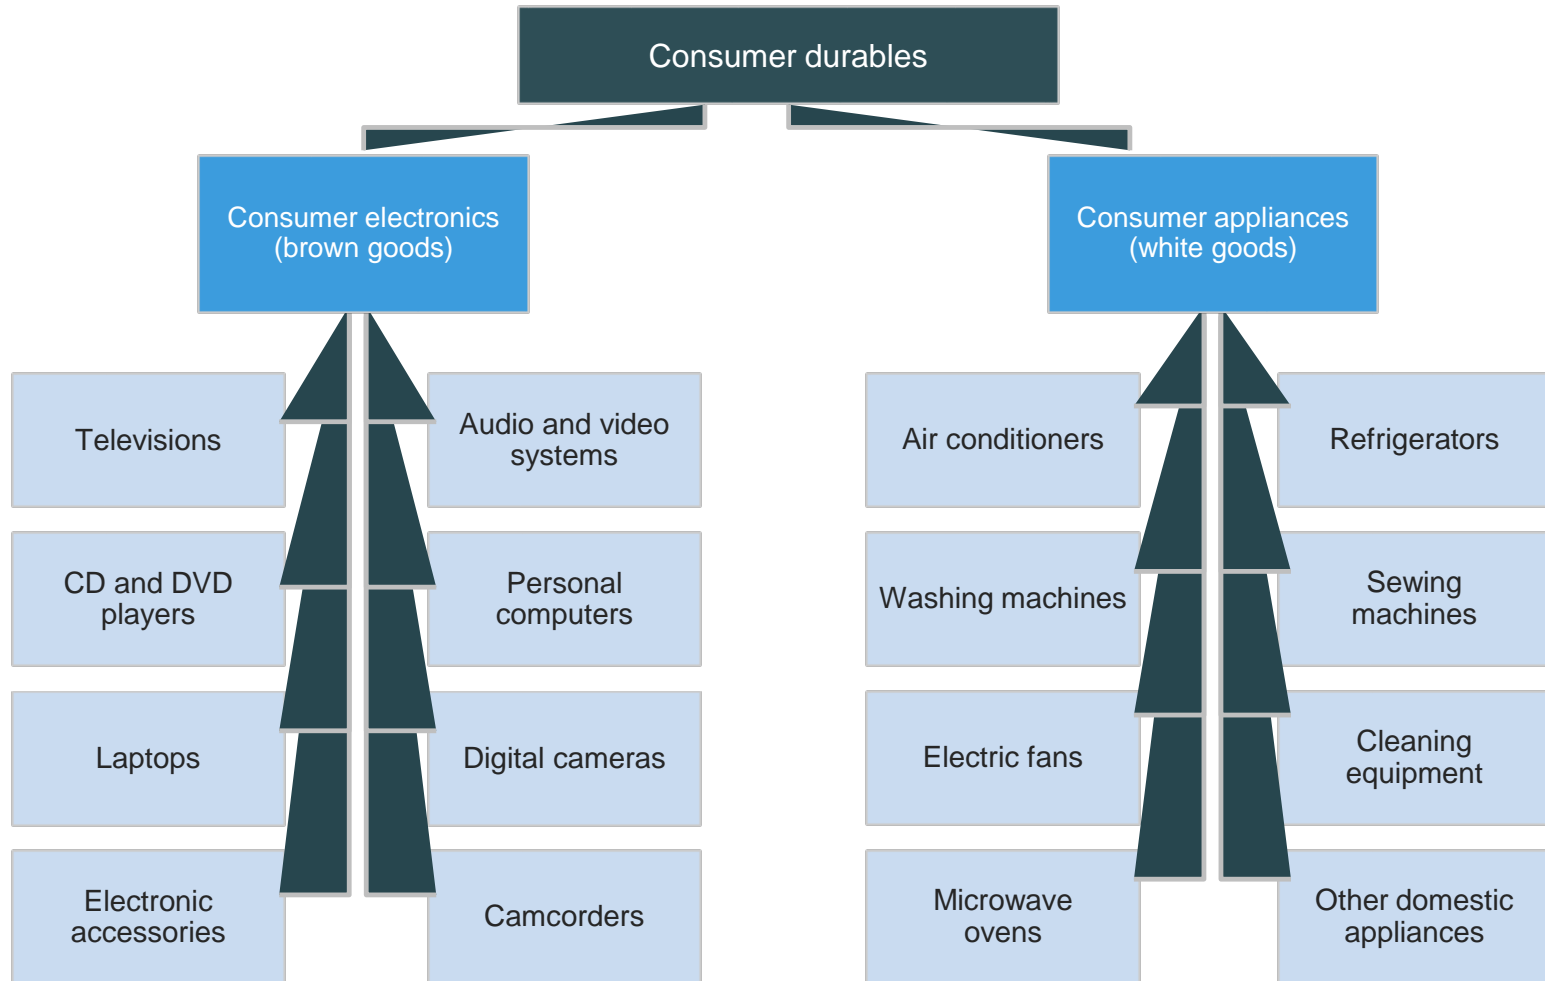 Consumer durables
Consumer electronics
(brown goods)
Consumer appliances
(white goods)
Televisions
Audio and video
systems
Air conditioners
Refrigerators
CD and DVD
players
Personal
computers
Washing machines
Sewing
machines
Laptops
Digital cameras
Electric fans
Cleaning
equipment
Electronic
accessories
Camcorders
Microwave
ovens
Other domestic
appliances